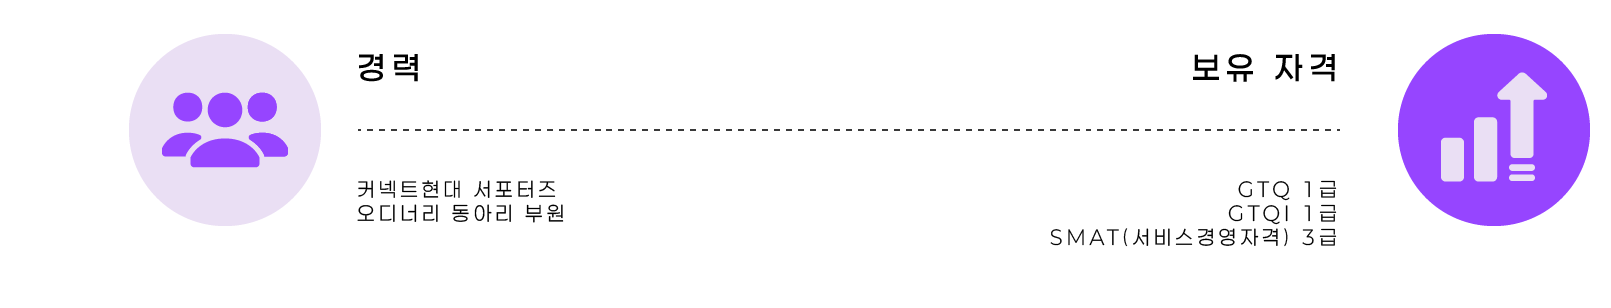 경력
커넥트현대 서포터즈
오디너리 동아리 부원
보유 자격
GTQ 1급
GTQI 1급
SMAT(서비스경영자격) 3급